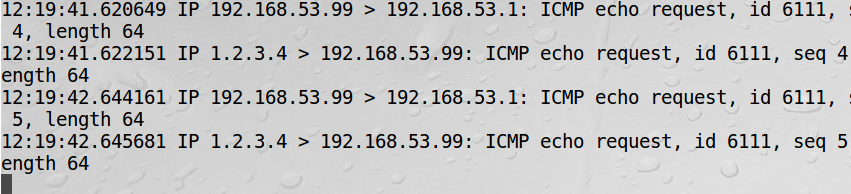 12:19:41.620649 IP 192.168.53.99 > 192.168.53.1: ICMP echo request, id 6111, s
4, length 64
12:19:41.622151 IP 1.2.3.4 > 192.168.53.99: ICMP echo request, id 6111, seq 4
ength 64
12:19:42.644161 IP 192.168.53.99 > 192.168.53.1: ICMP echo request, id 6111, s
5, length 64
12:19:42.645681 IP 1.2.3.4 > 192.168.53.99: ICMP echo request, id 6111, seq 5
ength 64